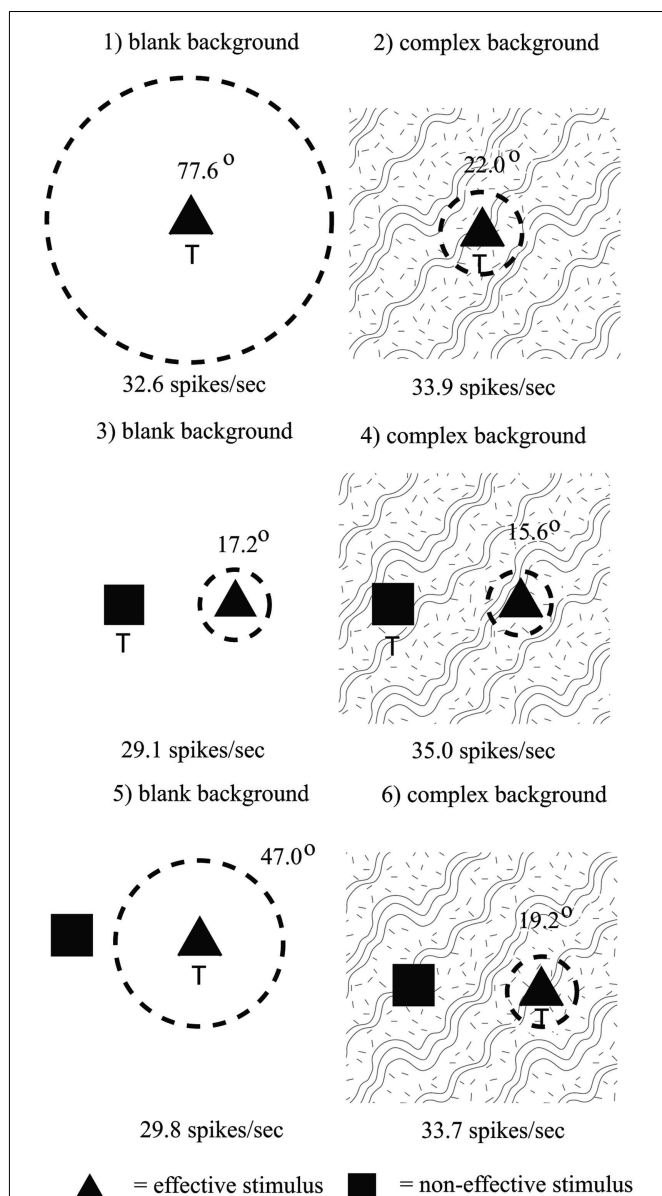 1) blank background 2) complex background
77.6 o 22.0 o
T T
32.6 spikes/sec 33.9 spikes/sec
3) blank background 4) complex background
17.2 o 15.6 o
T T
29.1 spikes/sec 35.0 spikes/sec
5) blank background 6) complex background
47.0 o 19.2 o
T T
29.8 spikes/sec 33.7 spikes/sec
= effective stimulus = non-effective stimulus